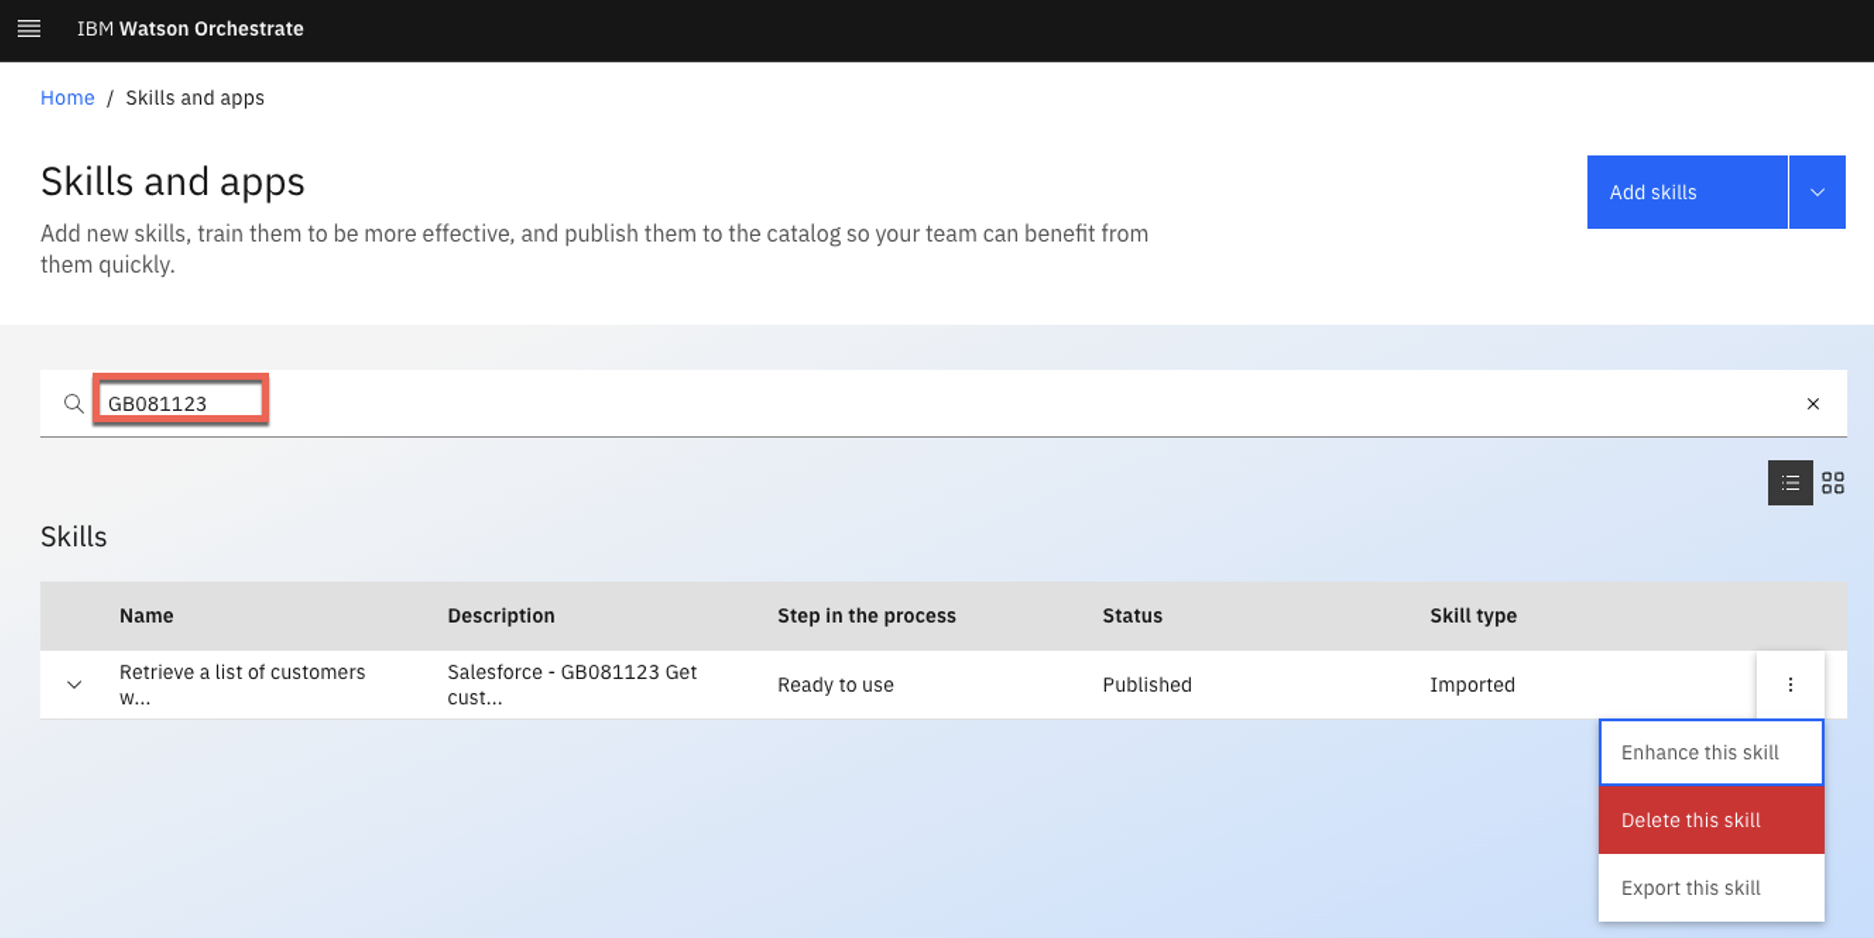 IBM Watson Orchestrate
Home / Skills and apps
Skills and apps
Add skills
Add new skills, train them to be more effective, and publish them to the catalog so your team can benefit from
them quickly.
GB081123
Skills
Name Description Step in the process Status Skill type
Retrieve a list of customers
w...
Salesforce - GB081123 Get
cust...
Ready to use
Published
Imported
Enhance this skill
Delete this skill
Export this skill